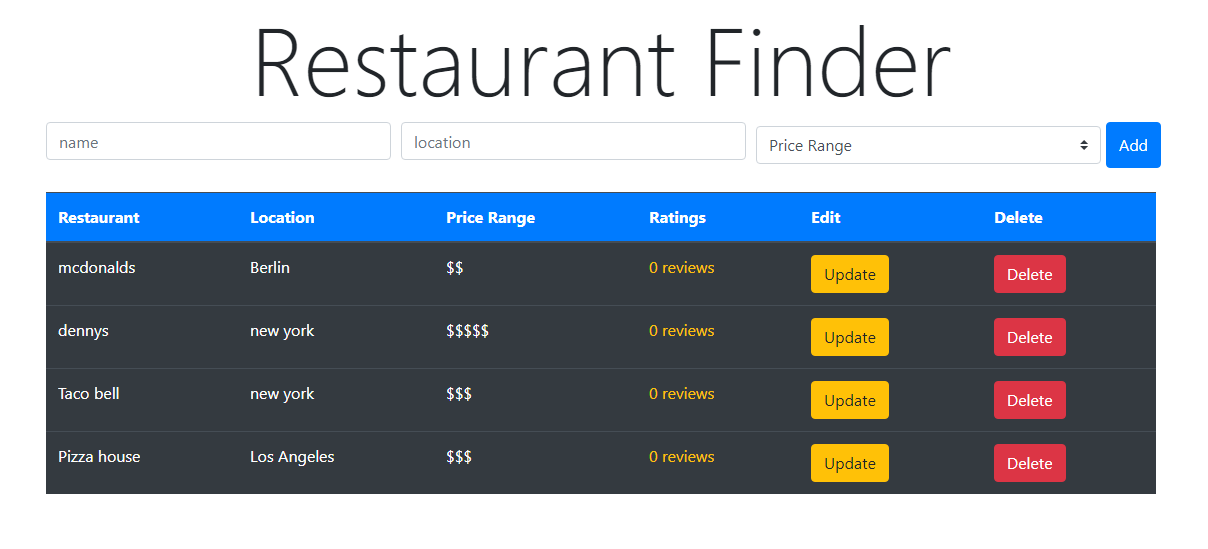 Restaurant Finder
name location Price Range Add
Restaurant Location Price Range Ratings Edit Delete
mcdonalds Berlin $$ 0 reviews Update Delete
dennys new york $$$$$ 0 reviews Update Delete
Taco bell new york $$$ 0 reviews Update Delete
Pizza house Los Angeles $$$ 0 reviews Update Delete